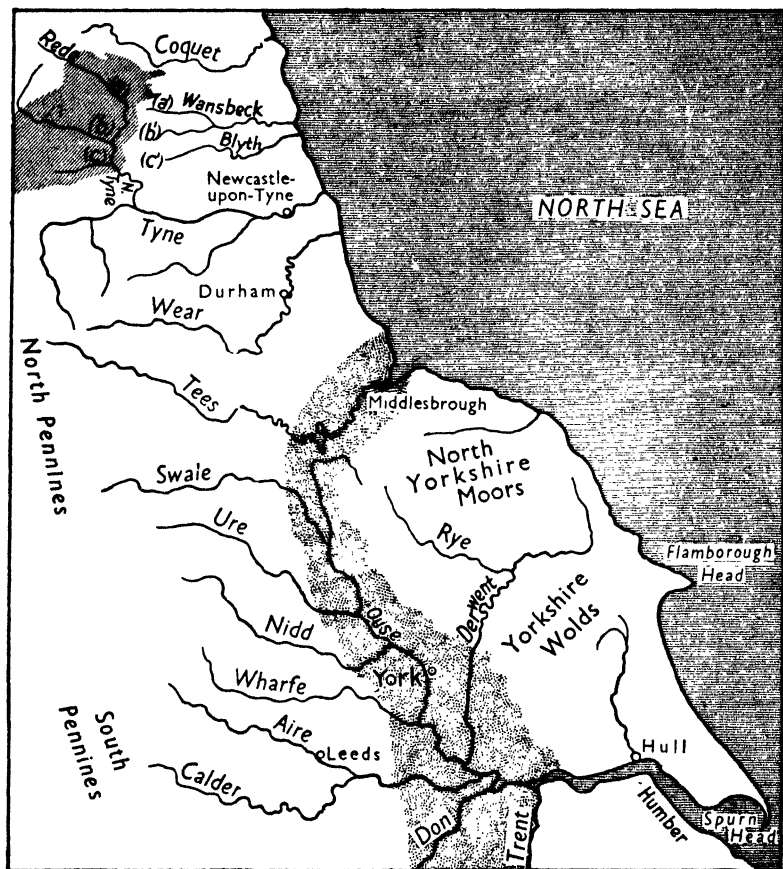 Coquet
Rede
(a)
Wansbeck
(b)
(b)
Blyth
(c)
(c)
N.
Tyne
Newcastle-
upon-Tyne
NORTH SEA
Tyne
Durham
Wear
North Pennines
Tees
Middlesbrough
North
Yorkshire
Moors
Swale
Ure
Rye
Flamborough
Head
Derwent
Yorkshire
Wolds
Ouse
Nidd
York
Wharfe
South
Pennines
Aire
Leeds
Hull
Calder
Humber
Spurn
Head
Don
Trent